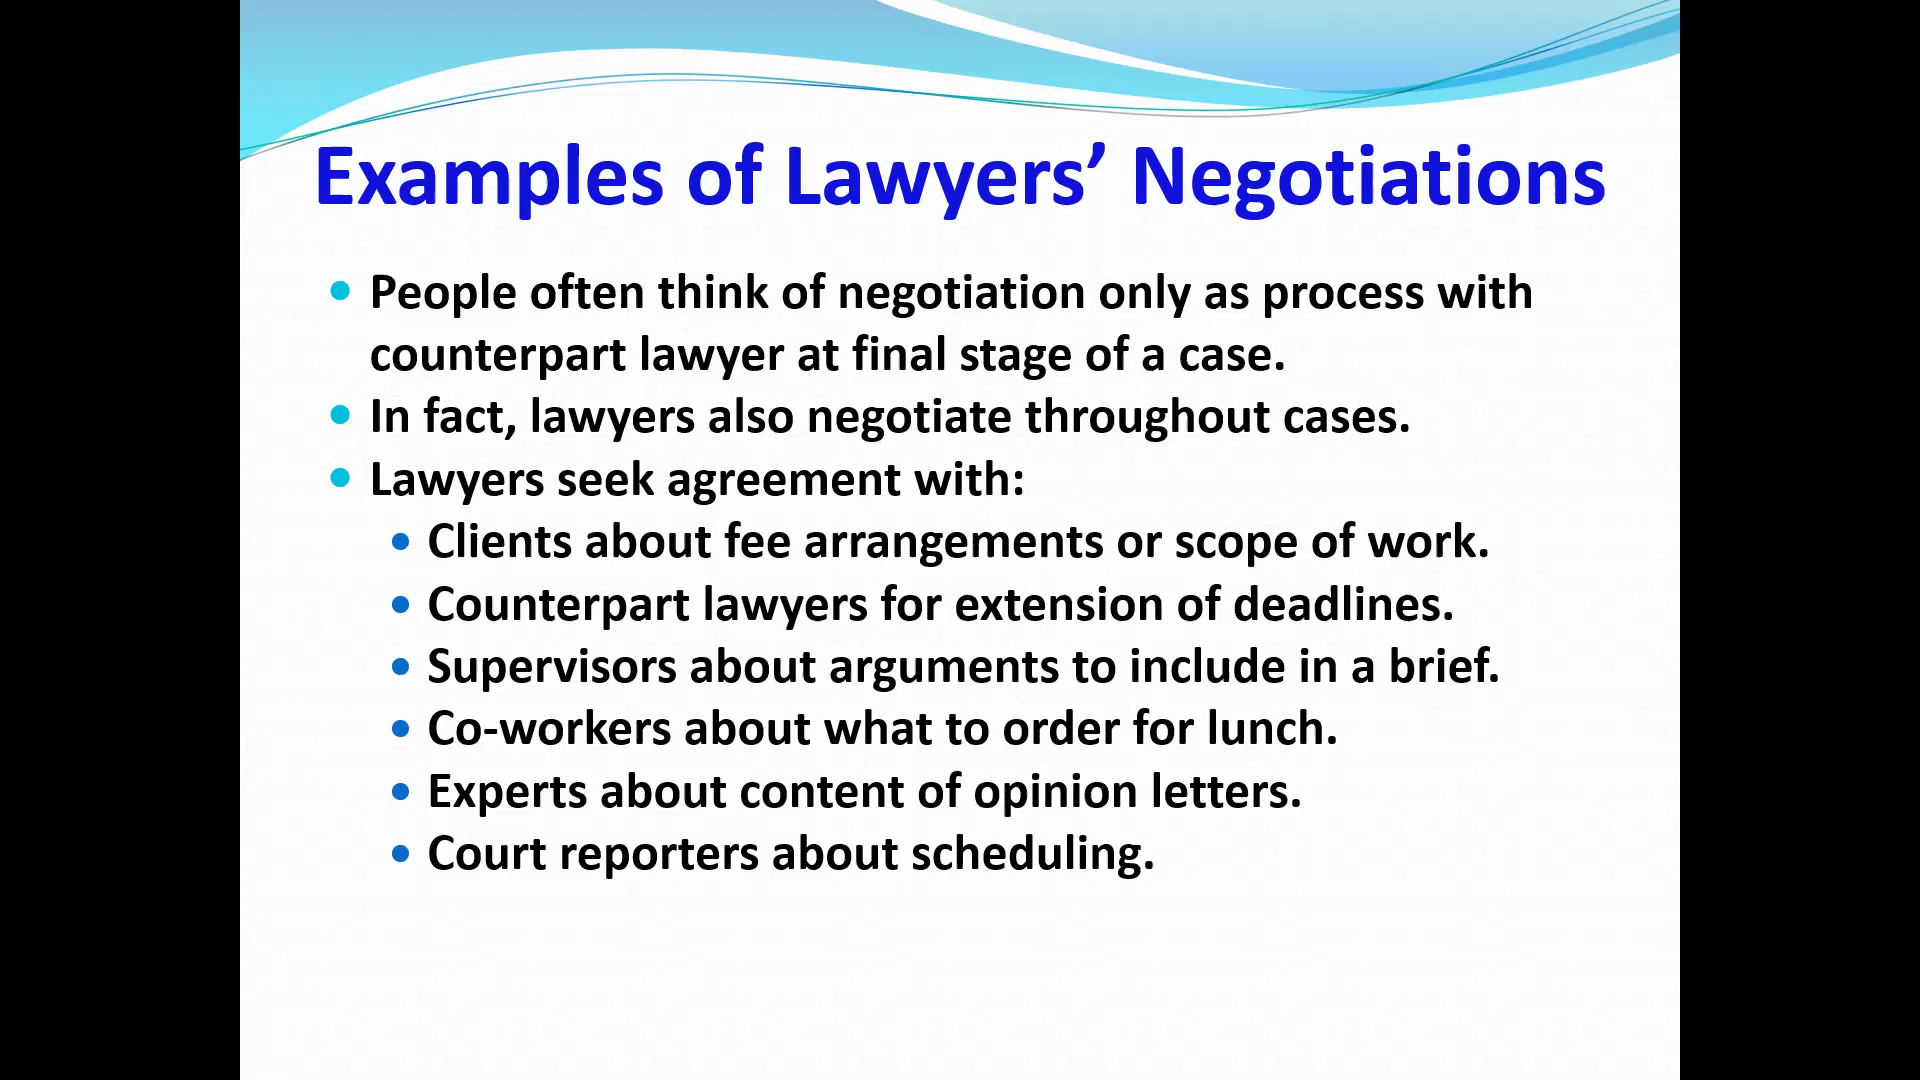 Examples of Lawyers’ Negotiations
• People often think of negotiation only as process with
counterpart lawyer at final stage of a case.
• In fact, lawyers also negotiate throughout cases.
• Lawyers seek agreement with:
• Clients about fee arrangements or scope of work.
• Counterpart lawyers for extension of deadlines.
• Supervisors about arguments to include in a brief.
• Co-workers about what to order for lunch.
• Experts about content of opinion letters.
• Court reporters about scheduling.